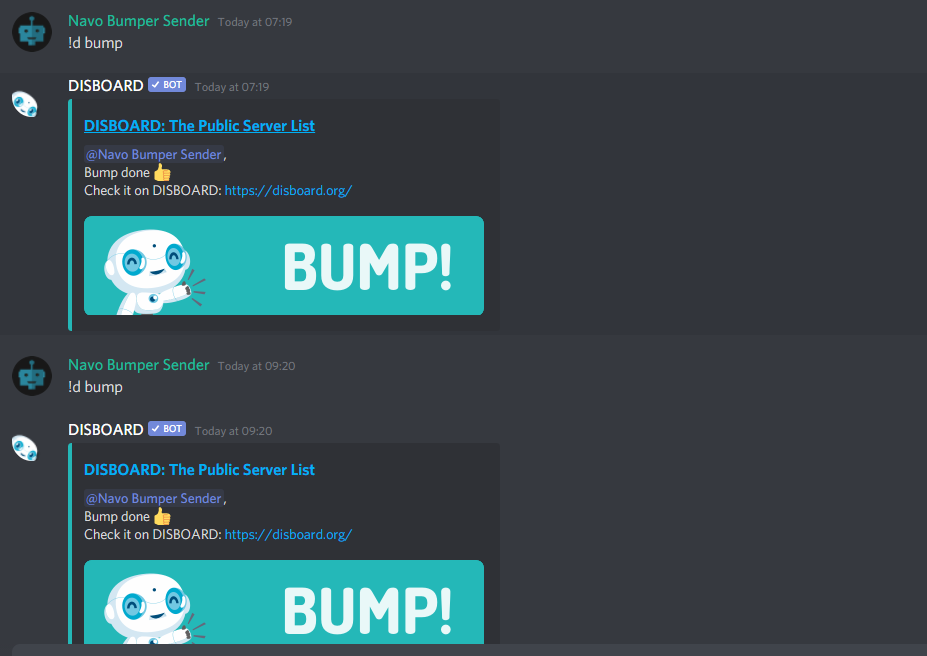 Navo Bumper Sender Today at 07:19
!d bump
DISBOARD ✓ BOT Today at 07:19
DISBOARD: The Public Server List
@Navo Bumper Sender,
Bump done 👍
Check it on DISBOARD: https://disboard.org/
BUMP!
Navo Bumper Sender Today at 09:20
!d bump
DISBOARD ✓ BOT Today at 09:20
DISBOARD: The Public Server List
@Navo Bumper Sender,
Bump done 👍
Check it on DISBOARD: https://disboard.org/
BUMP!